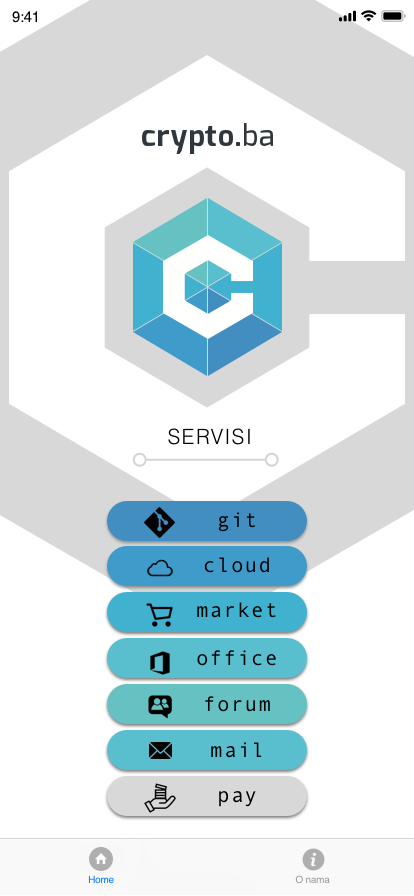 9:41
crypto.ba
SERVISI
git
cloud
market
office
forum
mail
pay
Home
O nama